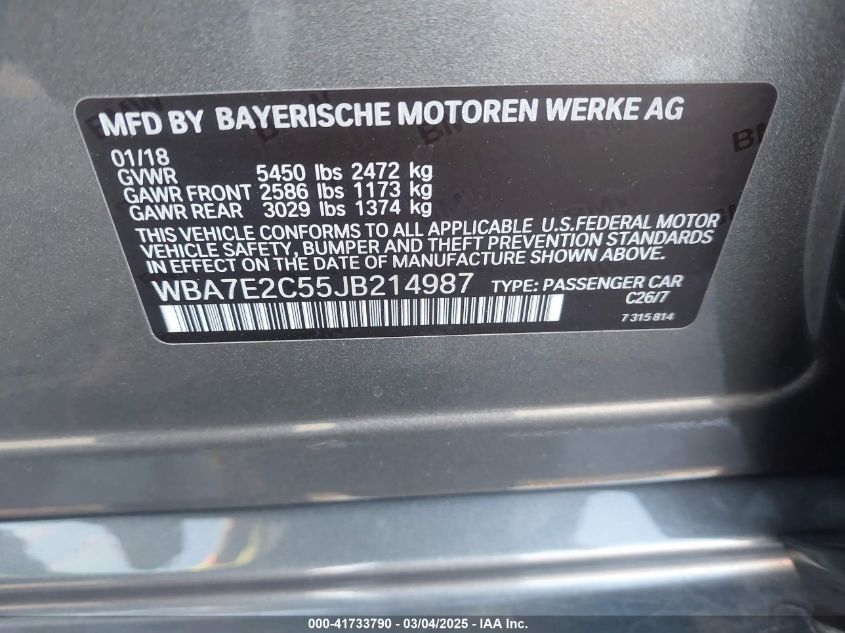 MFD BY BAYERISCHE MOTOREN WERKE AG
01/18
GVWR 5450 lbs 2472 kg
GAWR FRONT 2586 lbs 1173 kg
GAWR REAR 3029 lbs 1374 kg
THIS VEHICLE CONFORMS TO ALL APPLICABLE U.S.FEDERAL MOTOR
VEHICLE SAFETY, BUMPER AND THEFT PREVENTION STANDARDS
IN EFFECT ON THE DATE OF MANUFACTURE SHOWN ABOVE.
WBA7E2C55JB214987 TYPE: PASSENGER CAR
C26/7
7 315 814
000-41733790 - 03/04/2025 - IAA Inc.